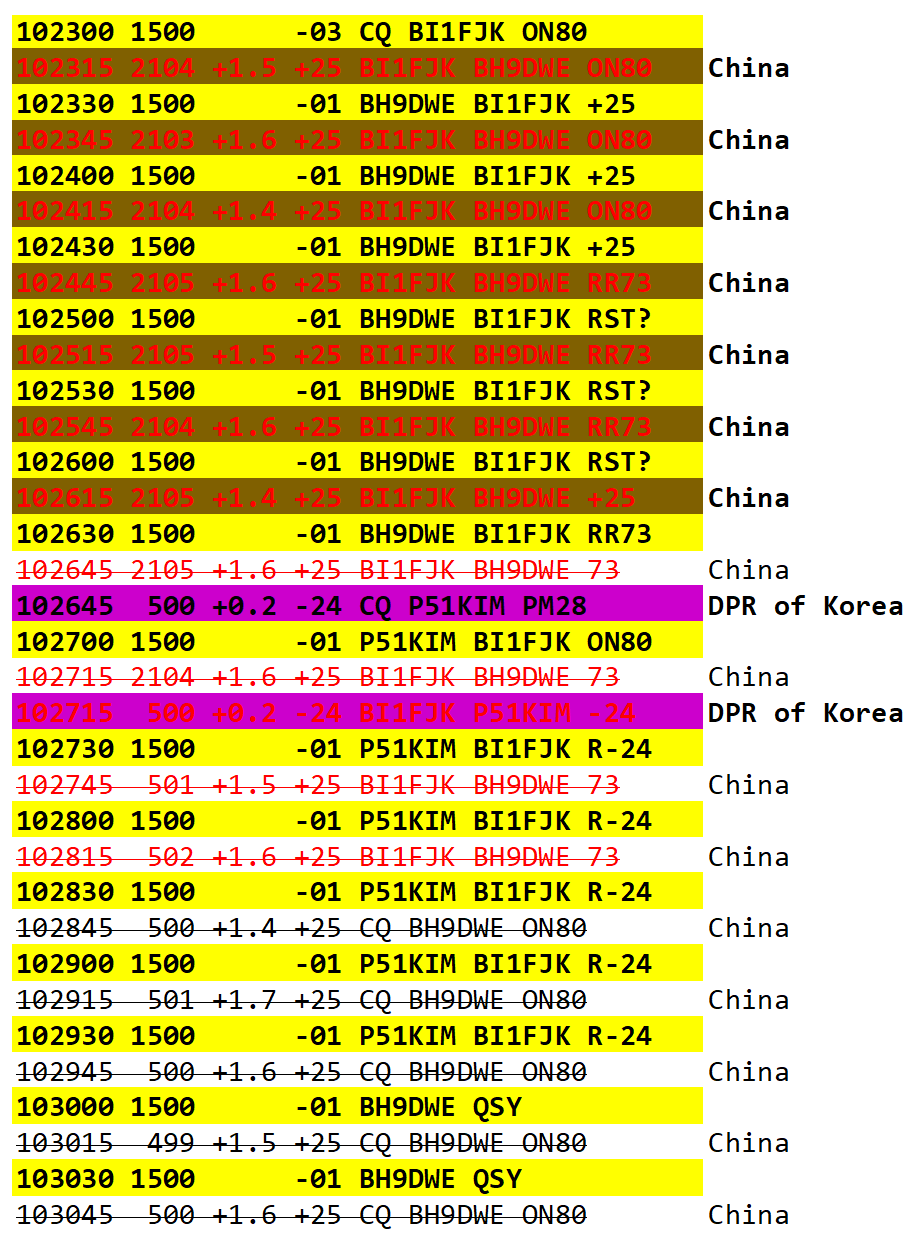 102300 1500      -03 CQ BI1FJK ON80
102315 2104 +1.5 +25 BI1FJK BH9DWE ON80 China
102330 1500      -01 BH9DWE BI1FJK +25
102345 2103 +1.6 +25 BI1FJK BH9DWE ON80 China
102400 1500      -01 BH9DWE BI1FJK +25
102415 2104 +1.4 +25 BI1FJK BH9DWE ON80 China
102430 1500      -01 BH9DWE BI1FJK +25
102445 2105 +1.6 +25 BI1FJK BH9DWE RR73 China
102500 1500      -01 BH9DWE BI1FJK RST?
102515 2105 +1.5 +25 BI1FJK BH9DWE RR73 China
102530 1500      -01 BH9DWE BI1FJK RST?
102545 2104 +1.6 +25 BI1FJK BH9DWE RR73 China
102600 1500      -01 BH9DWE BI1FJK RST?
102615 2105 +1.4 +25 BI1FJK BH9DWE +25 China
102630 1500      -01 BH9DWE BI1FJK RR73
102645 2105 +1.6 +25 BI1FJK BH9DWE 73 China
102645  500 +0.2 -24 CQ P51KIM PM28 DPR of Korea
102700 1500      -01 P51KIM BI1FJK ON80
102715 2104 +1.6 +25 BI1FJK BH9DWE 73 China
102715  500 +0.2 -24 BI1FJK P51KIM -24 DPR of Korea
102730 1500      -01 P51KIM BI1FJK R-24
102745  501 +1.5 +25 BI1FJK BH9DWE 73 China
102800 1500      -01 P51KIM BI1FJK R-24
102815  502 +1.6 +25 BI1FJK BH9DWE 73 China
102830 1500      -01 P51KIM BI1FJK R-24
102845  500 +1.4 +25 CQ BH9DWE ON80 China
102900 1500      -01 P51KIM BI1FJK R-24
102915  501 +1.7 +25 CQ BH9DWE ON80 China
102930 1500      -01 P51KIM BI1FJK R-24
102945  500 +1.6 +25 CQ BH9DWE ON80 China
103000 1500      -01 BH9DWE QSY
103015  499 +1.5 +25 CQ BH9DWE ON80 China
103030 1500      -01 BH9DWE QSY
103045  500 +1.6 +25 CQ BH9DWE ON80 China